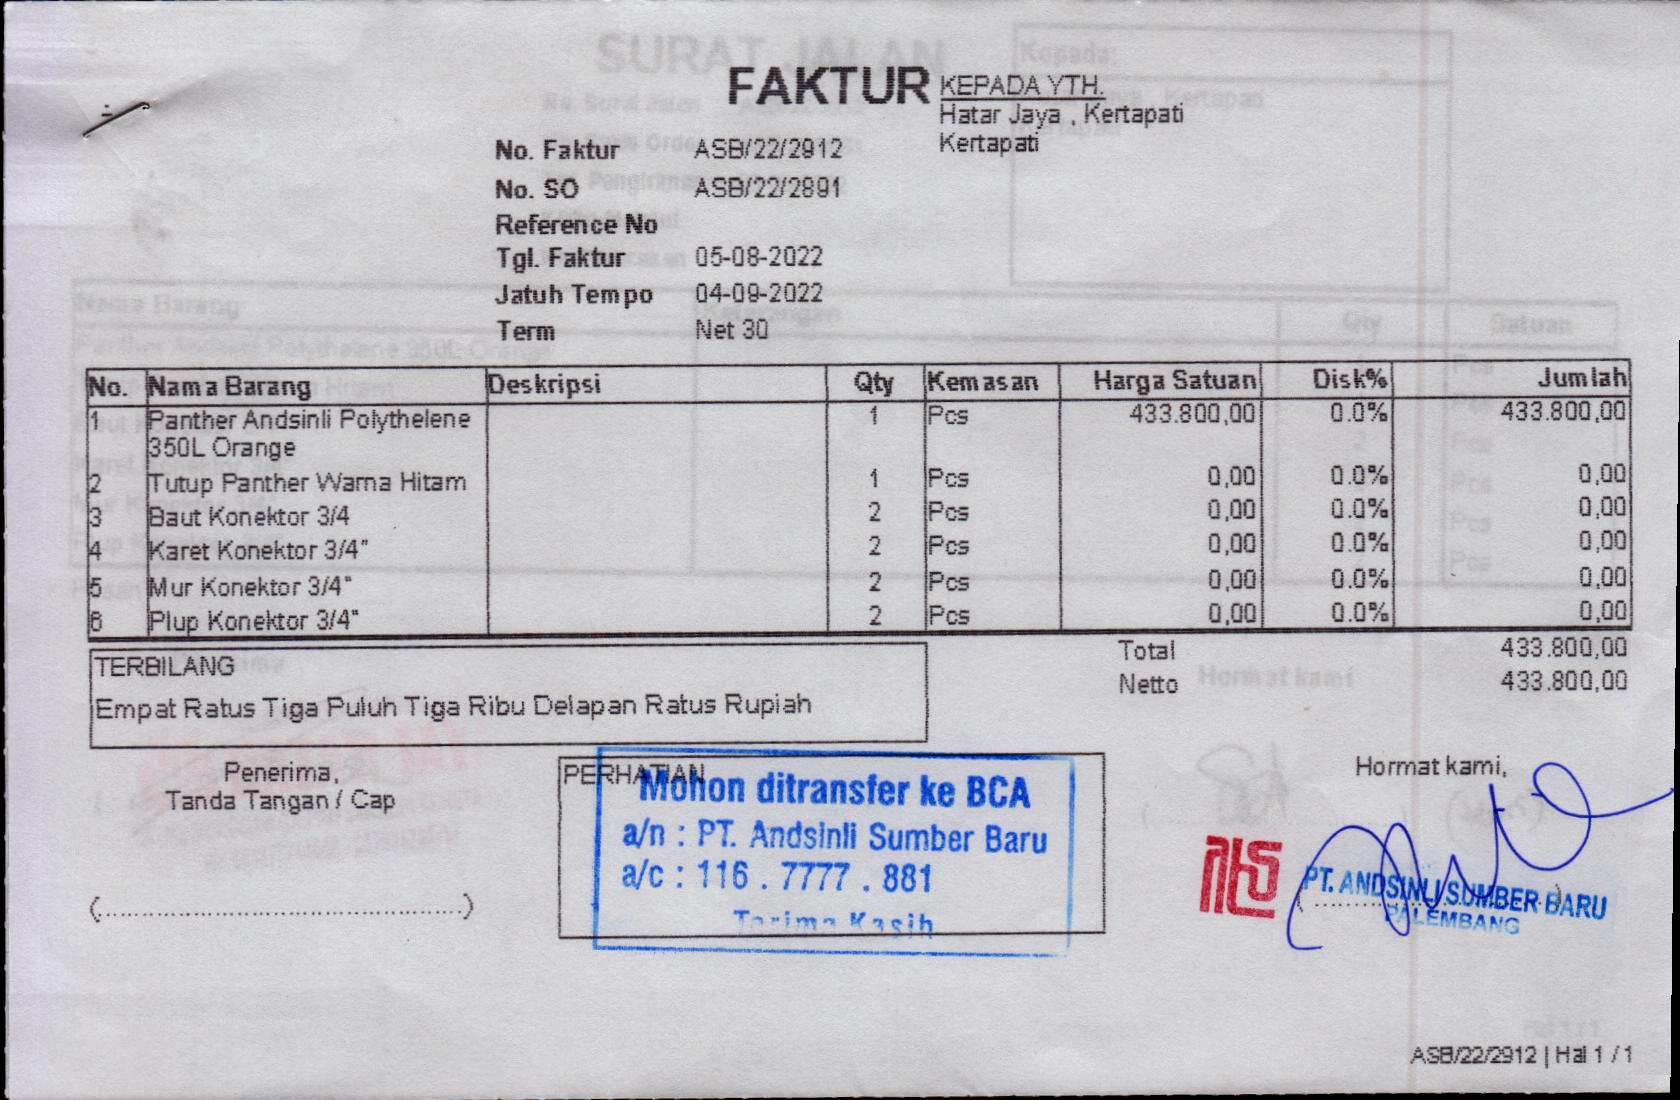 FAKTUR
KEPADA YTH.
Hatar Jaya , Kertapati
Kertapati
No. Faktur ASB/22/2912
No. SO ASB/22/2891
Reference No
Tgl. Faktur 05-08-2022
Jatuh Tempo 04-09-2022
Term Net 30
No. Nama Barang Deskripsi Qty Kemasan Harga Satuan Disk% Jumlah
1 Panther Andsinli Polythelene 1 Pcs 433.800,00 0.0% 433.800,00
350L Orange
2 Tutup Panther Warna Hitam 1 Pcs 0,00 0.0% 0,00
3 Baut Konektor 3/4 2 Pcs 0,00 0.0% 0,00
4 Karet Konektor 3/4" 2 Pcs 0,00 0.0% 0,00
5 Mur Konektor 3/4" 2 Pcs 0,00 0.0% 0,00
6 Plup Konektor 3/4" 2 Pcs 0,00 0.0% 0,00
Total 433.800,00
Netto 433.800,00
TERBILANG
Empat Ratus Tiga Puluh Tiga Ribu Delapan Ratus Rupiah
Penerima,
Tanda Tangan / Cap
(..................................................)
PERHATIAN
Mohon ditransfer ke BCA
a/n : PT. Andsinli Sumber Baru
a/c : 116 . 7777 . 881
Terima Kasih
Hormat kami,
PT. ANDSINLI SUMBER BARU
PALEMBANG
ASB/22/2912 | Hal 1 / 1
SURAT JALAN
Kepada:
Nama Barang Qty Satuan
Hormat kami